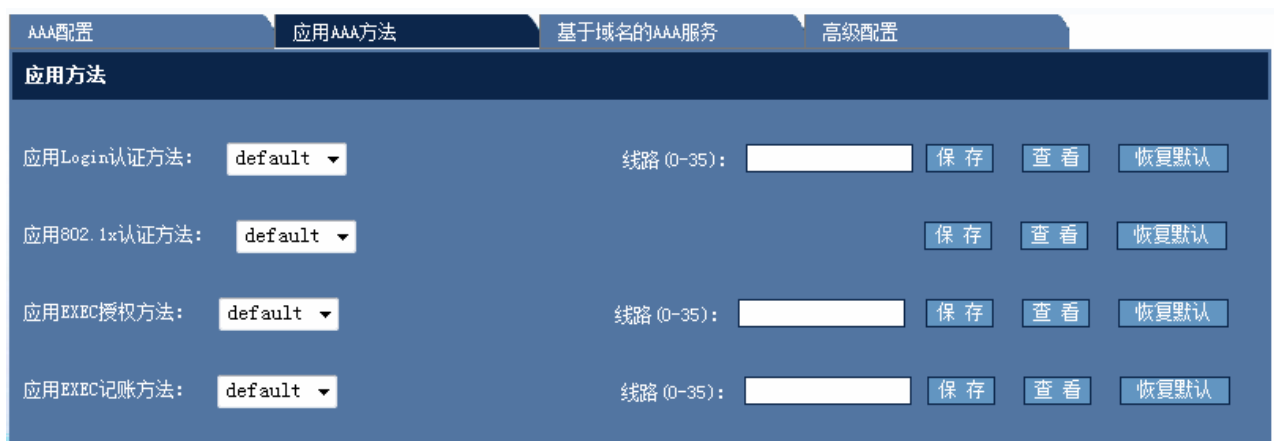 AAA配置 应用AAA方法 基于域名的AAA服务 高级配置
应用方法
应用Login认证方法： default 线路(0-35)： 保 存 查 看 恢复默认
应用802.1x认证方法： default 保 存 查 看 恢复默认
应用EXEC授权方法： default 线路(0-35)： 保 存 查 看 恢复默认
应用EXEC记账方法： default 线路(0-35)： 保 存 查 看 恢复默认